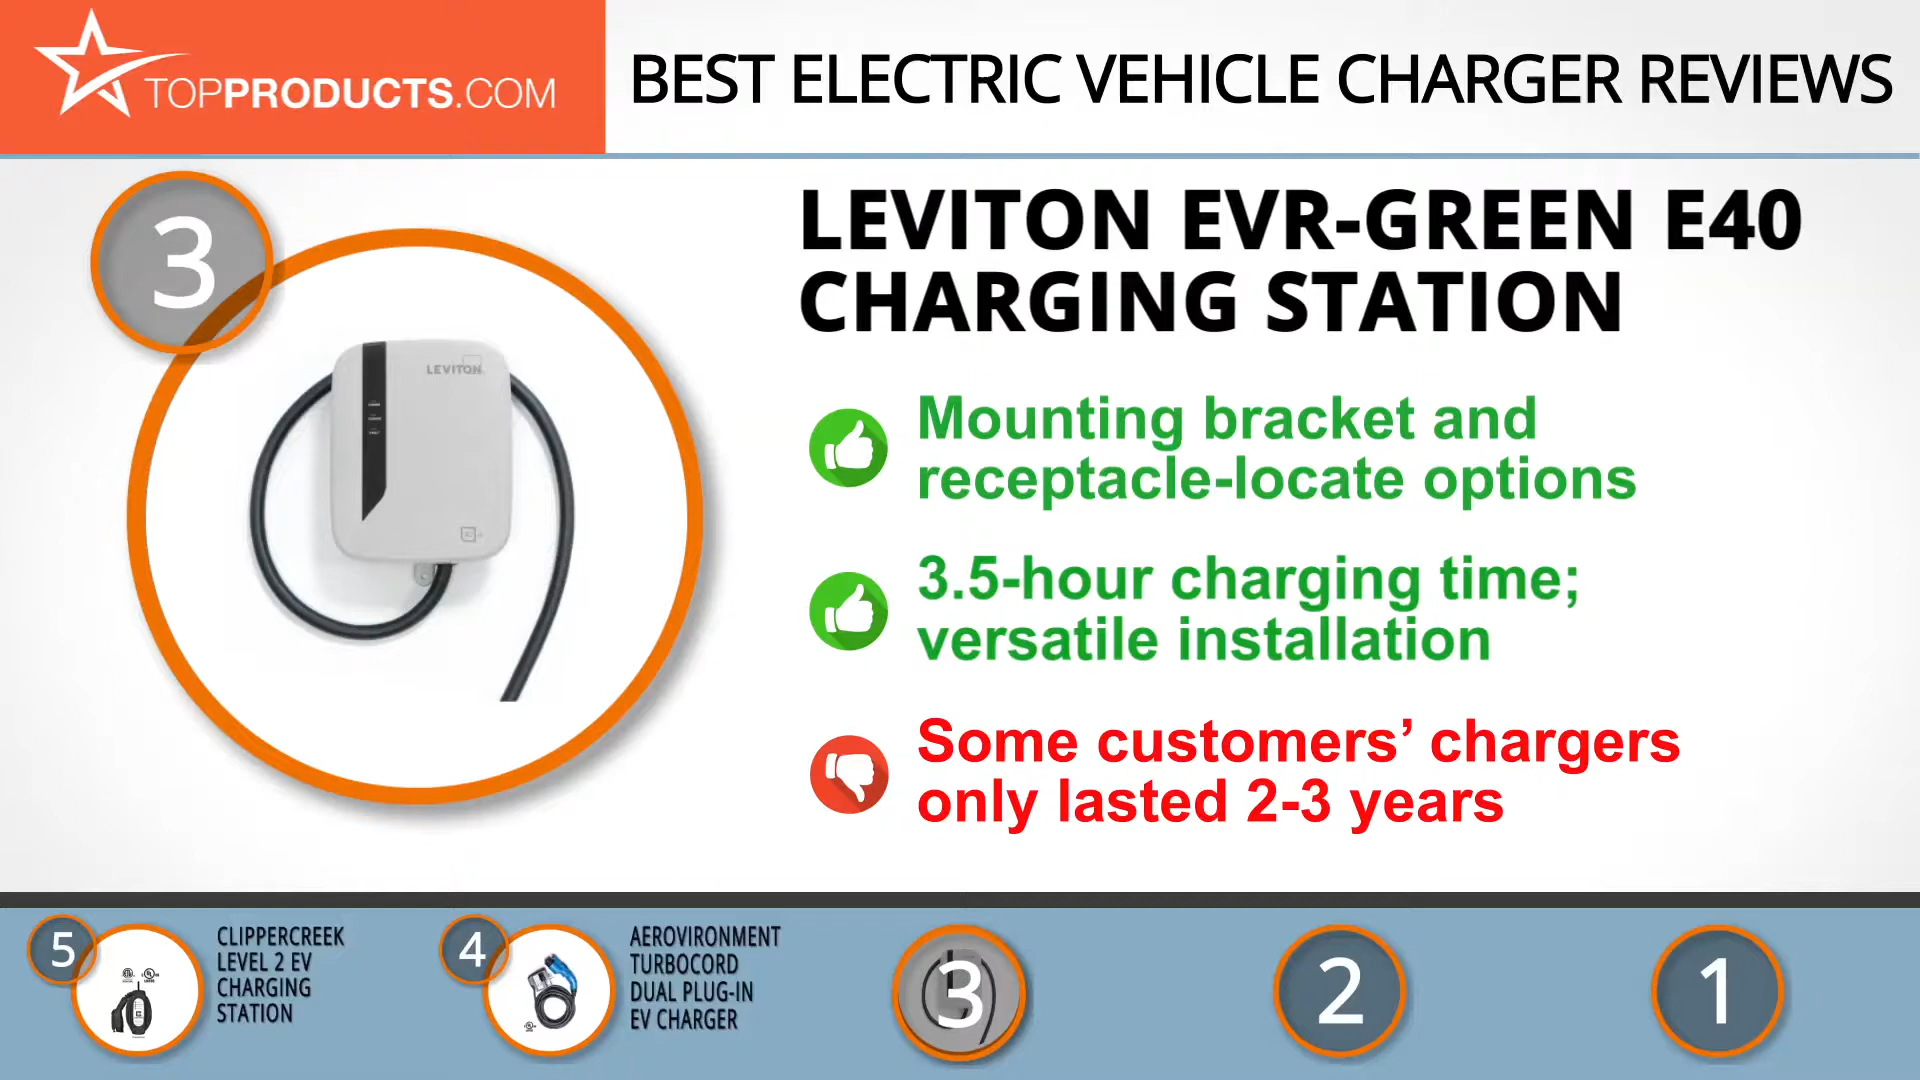 TOPPRODUCTS.COM
BEST ELECTRIC VEHICLE CHARGER REVIEWS
3
LEVITON EVR-GREEN E40
CHARGING STATION
LEVITON
Mounting bracket and
receptacle-locate options
3.5-hour charging time;
versatile installation
Some customers’ chargers
only lasted 2-3 years
5
CLIPPERCREEK
LEVEL 2 EV
CHARGING
STATION
4
AEROVIRONMENT
TURBOCORD
DUAL PLUG-IN
EV CHARGER
3
2
1